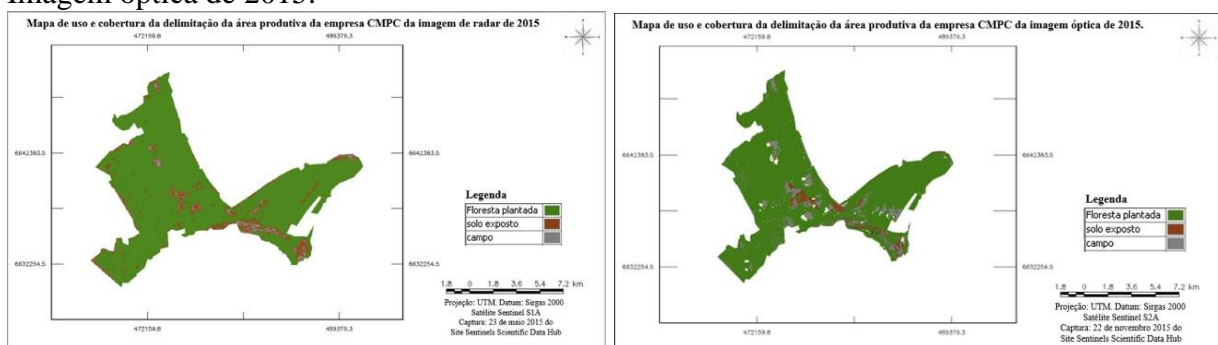 Imagem óptica de 2015.
Mapa de uso e cobertura da delimitação da área produtiva da empresa CMPC da imagem de radar de 2015
472159.8 489379.3
6642383.5 6642383.5
Legenda
Floresta plantada
solo exposto
campo
6632254.5 6632254.5
1.8 0 1.8 3.6 5.4 7.2 km
Projeção: UTM. Datum: Sirgas 2000
Satélite Sentinel S1A
Captura: 23 de maio 2015 do
Site Sentinels Scientific Data Hub
472159.8 489379.3
Mapa de uso e cobertura da delimitação da área produtiva da empresa CMPC da imagem óptica de 2015.
472159.8 489379.3
6642383.5 6642383.5
Legenda
Floresta plantada
solo exposto
campo
6632254.5 6632254.5
1.8 0 1.8 3.6 5.4 7.2 km
Projeção: UTM. Datum: Sirgas 2000
Satélite Sentinel S2A
Captura: 22 de novembro 2015 do
Site Sentinels Scientific Data Hub
472159.8 489379.3